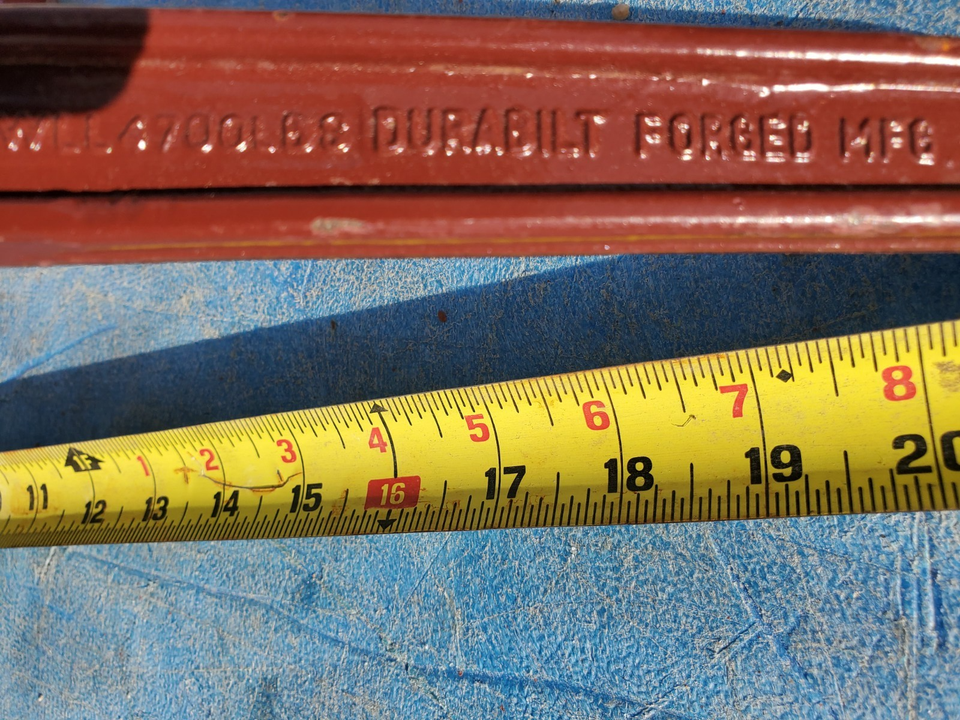 WLL 4700LBS DURABILT FORGED MFG
1F 1 2 3 4 5 6 7 8
11 12 13 14 15 16 17 18 19 20